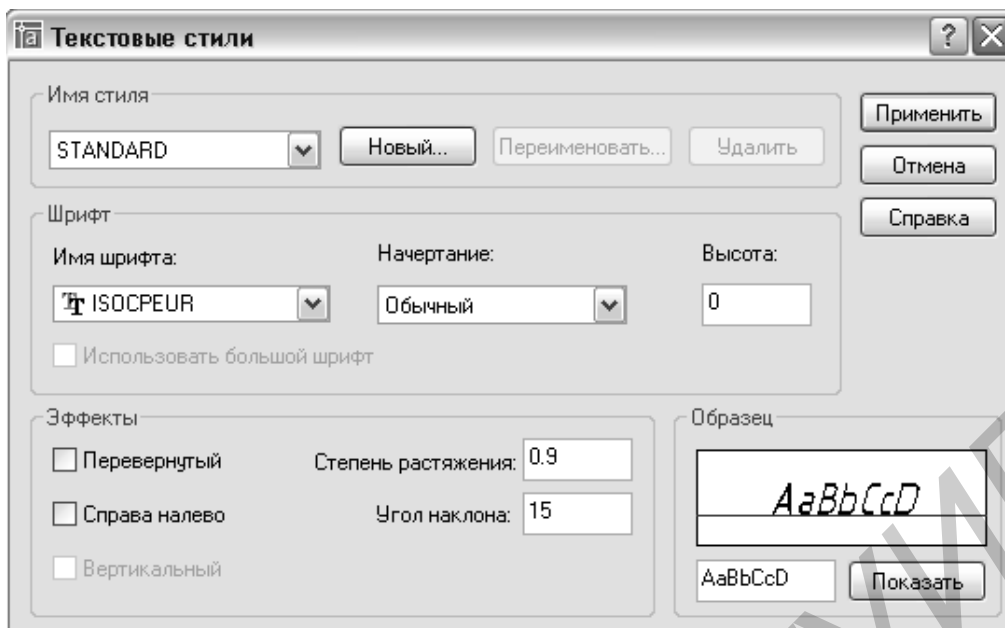 Текстовые стили
Имя стиля
STANDARD Новый... Переименовать... Удалить
Применить
Отмена
Справка
Шрифт
Имя шрифта: Начертание: Высота:
ISOCPEUR Обычный 0
Использовать большой шрифт
Эффекты
Перевернутый Степень растяжения: 0.9
Справа налево Угол наклона: 15
Вертикальный
Образец
AaBbCcD
AaBbCcD Показать